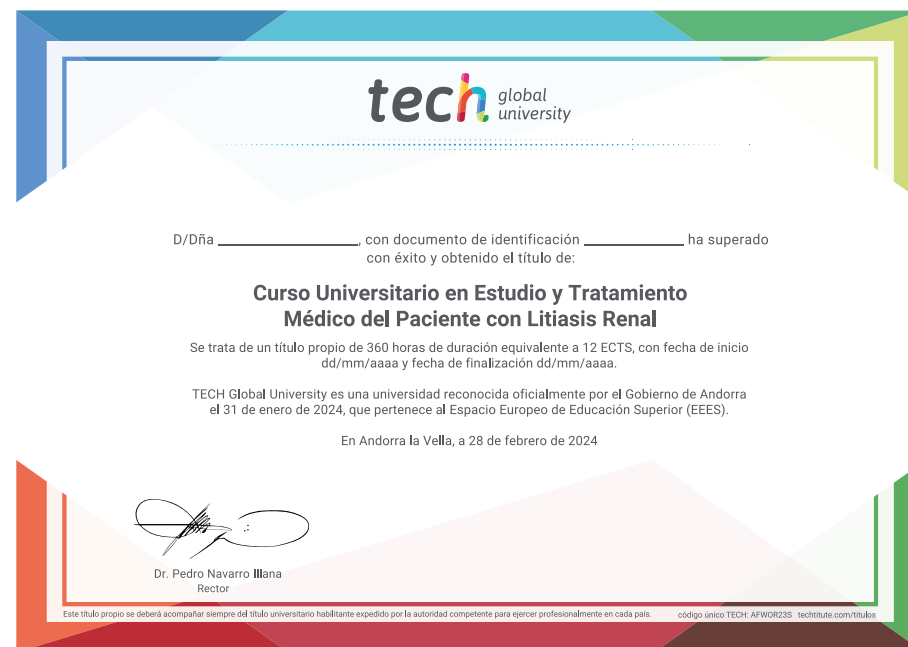 tech global university
D/Dña ____________________, con documento de identificación ______________ ha superado
con éxito y obtenido el título de:
Curso Universitario en Estudio y Tratamiento
Médico del Paciente con Litiasis Renal
Se trata de un título propio de 360 horas de duración equivalente a 12 ECTS, con fecha de inicio
dd/mm/aaaa y fecha de finalización dd/mm/aaaa.
TECH Global University es una universidad reconocida oficialmente por el Gobierno de Andorra
el 31 de enero de 2024, que pertenece al Espacio Europeo de Educación Superior (EEES).
En Andorra la Vella, a 28 de febrero de 2024
Dr. Pedro Navarro Illana
Rector
Este título propio se deberá acompañar siempre del título universitario habilitante expedido por la autoridad competente para ejercer profesionalmente en cada país. código único TECH: AFWOR23S techtitute.com/titulos